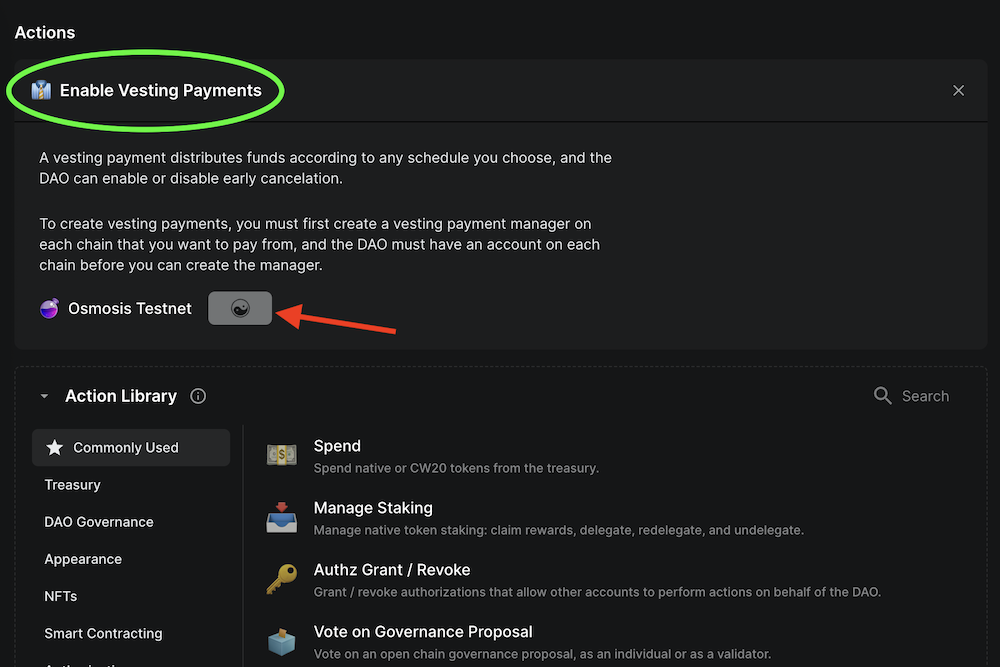 Actions
Enable Vesting Payments
A vesting payment distributes funds according to any schedule you choose, and the
DAO can enable or disable early cancelation.
To create vesting payments, you must first create a vesting payment manager on
each chain that you want to pay from, and the DAO must have an account on each
chain before you can create the manager.
Osmosis Testnet
Action Library
Search
Commonly Used
Treasury
DAO Governance
Appearance
NFTs
Smart Contracting
Spend
Spend native or CW20 tokens from the treasury.
Manage Staking
Manage native token staking: claim rewards, delegate, redelegate, and undelegate.
Authz Grant / Revoke
Grant / revoke authorizations that allow other accounts to perform actions on behalf of the DAO.
Vote on Governance Proposal
Vote on an open chain governance proposal, as an individual or as a validator.